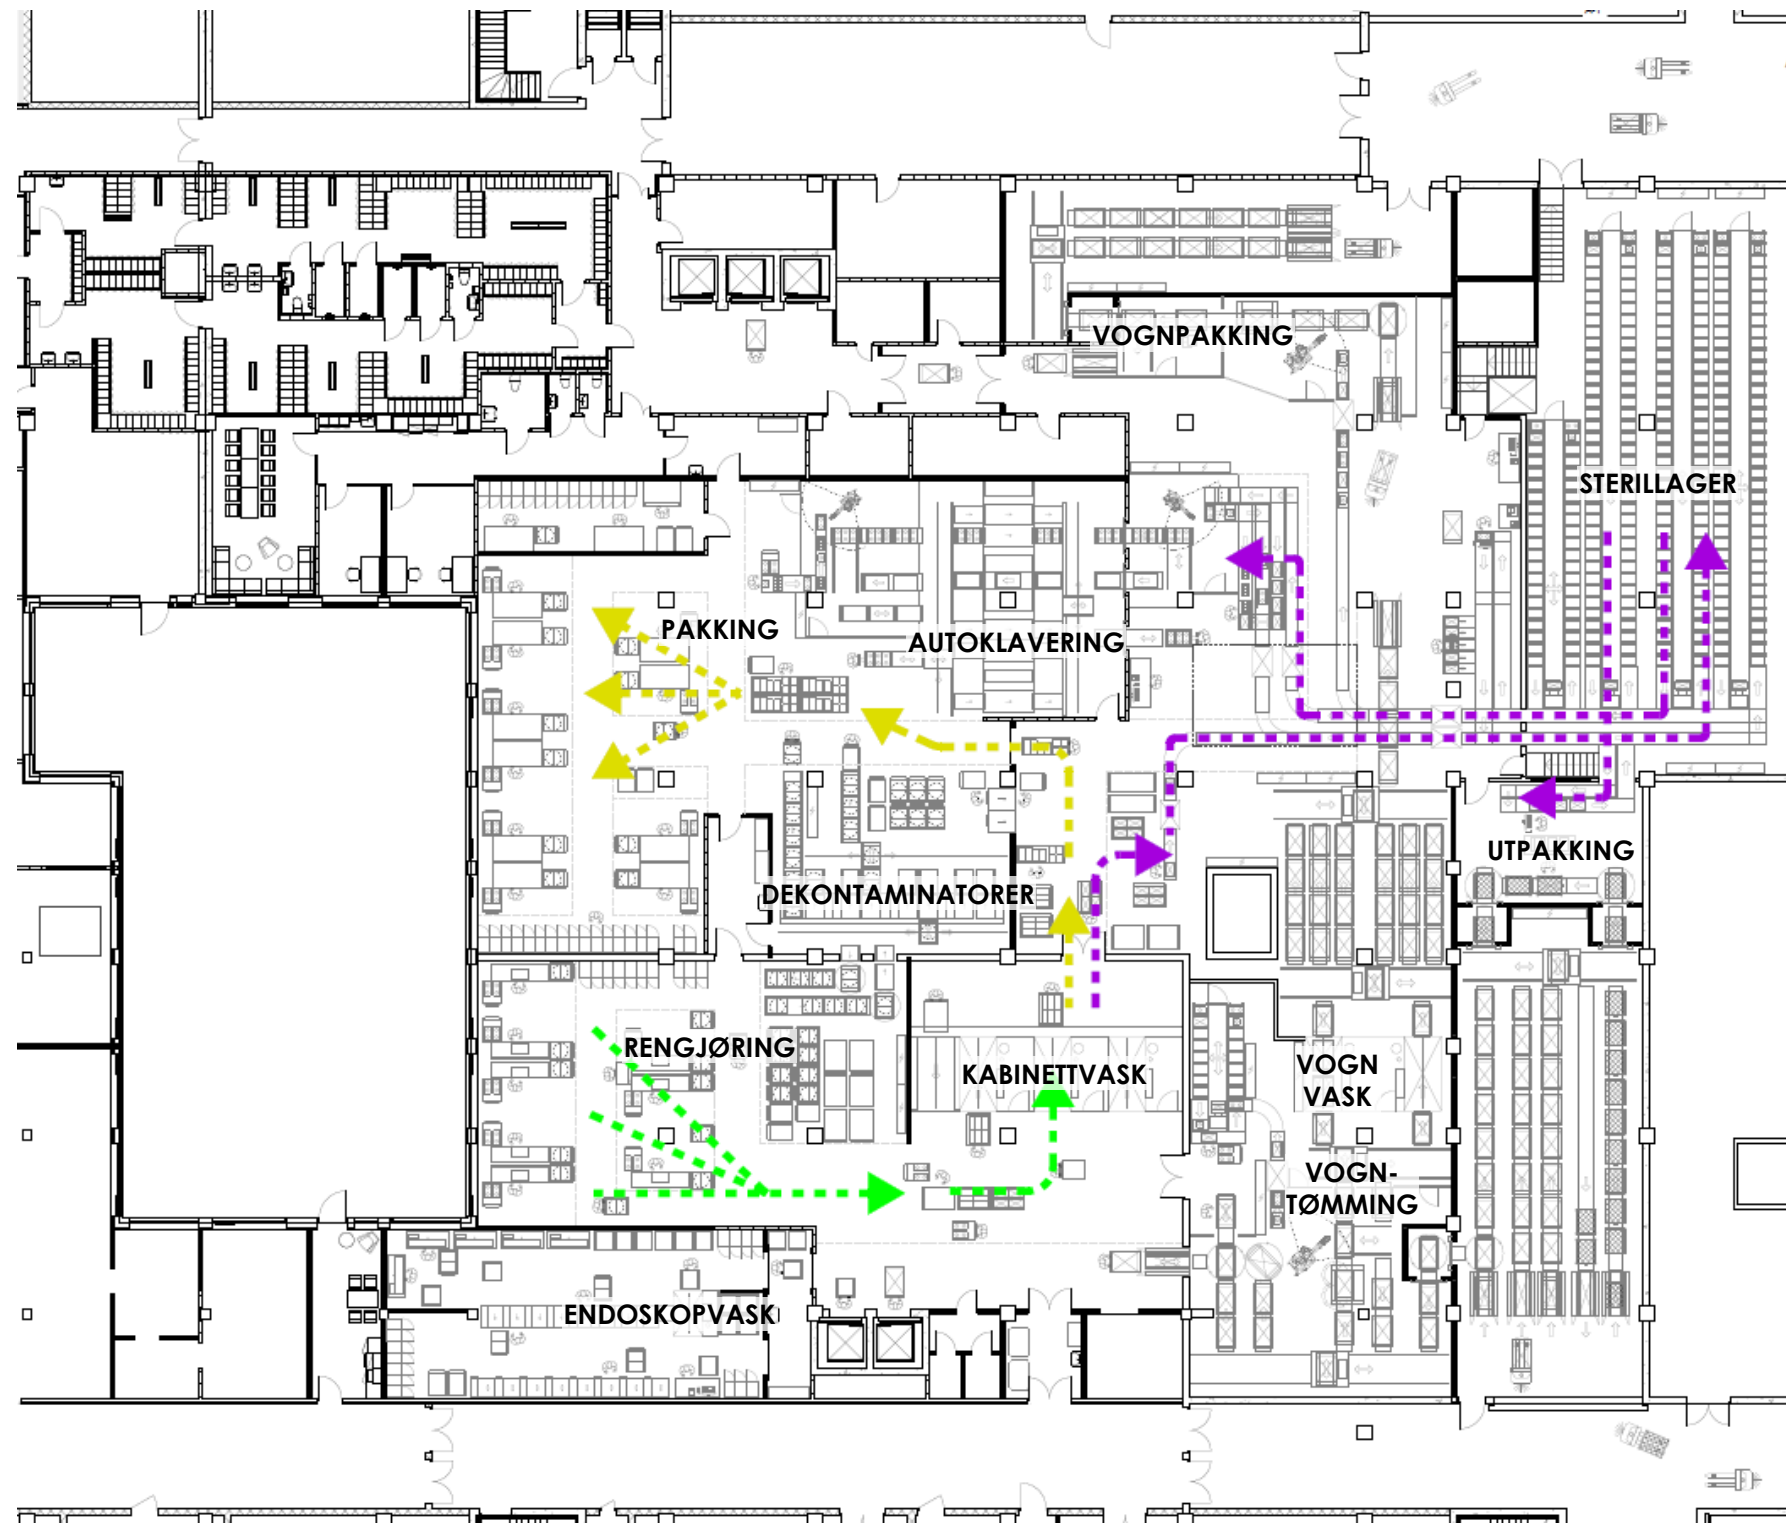 VOGNPAKKING
STERILLAGER
PAKKING
AUTOKLAVERING
UTPAKKING
DEKONTAMINATORER
RENGJØRING
KABINETTVASK
VOGN
VASK
VOGN-
TØMMING
ENDOSKOPVASK